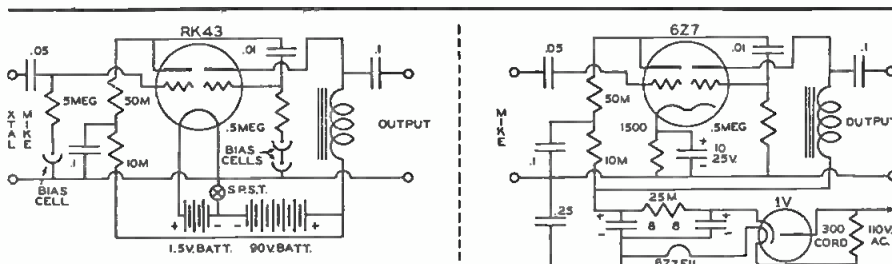 RK43
.05
.01
.1
XTAL
MIKE
5MEG
50M
.5MEG
OUTPUT
.1
10M
BIAS
CELLS
BIAS
CELL
S.P.S.T.
+
-
-
+
1.5V.BATT.
90V.BATT.
6Z7
.05
.01
.1
MIKE
50M
1500
.5MEG
OUTPUT
.1
10M
+
10
25V.
-
.25
25M
1V
+
8
-
8
+
-
300
CORD
110V.
AC.